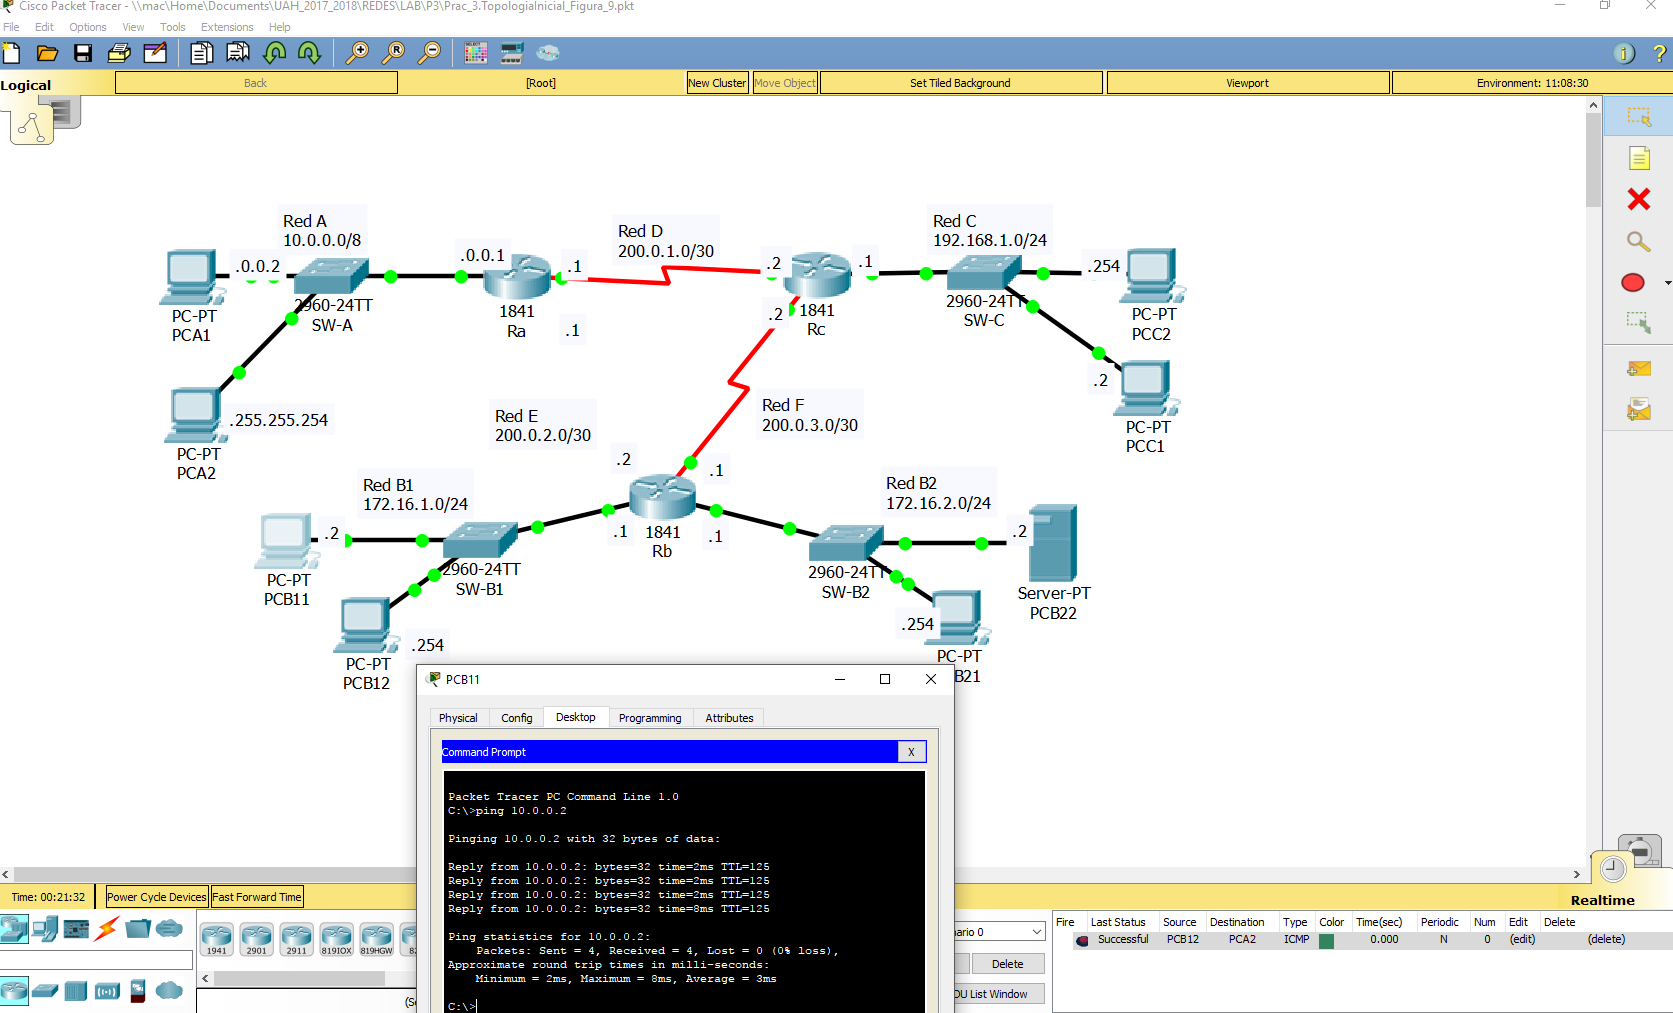 Cisco Packet Tracer - \\mac\Home\Documents\UAH_2017_2018\REDES\LAB\P3\Prac_3.TopologiaInicial_Figura_9.pkt
File Edit Options View Tools Extensions Help
Logical
Back
[Root]
New Cluster
Move Object
Set Tiled Background
Viewport
Environment: 11:08:30
Red A
10.0.0.0/8
.0.0.2
.0.0.1
PC-PT
PCA1
2960-24TT
SW-A
1841
Ra
.1
.1
Red D
200.0.1.0/30
.2
.1
.2
1841
Rc
Red C
192.168.1.0/24
.254
2960-24TT
SW-C
PC-PT
PCC2
.2
PC-PT
PCC1
.255.255.254
PC-PT
PCA2
Red E
200.0.2.0/30
Red F
200.0.3.0/30
.2
.1
Red B1
172.16.1.0/24
.2
PC-PT
PCB11
2960-24TT
SW-B1
.1
1841
Rb
.1
Red B2
172.16.2.0/24
.2
2960-24TT
SW-B2
Server-PT
PCB22
.254
PC-PT
PCB12
.254
PC-PT
B21
PCB11
Physical Config Desktop Programming Attributes
Command Prompt
X
Packet Tracer PC Command Line 1.0
C:\>ping 10.0.0.2
Pinging 10.0.0.2 with 32 bytes of data:
Reply from 10.0.0.2: bytes=32 time=2ms TTL=125
Reply from 10.0.0.2: bytes=32 time=2ms TTL=125
Reply from 10.0.0.2: bytes=32 time=2ms TTL=125
Reply from 10.0.0.2: bytes=32 time=8ms TTL=125
Ping statistics for 10.0.0.2:
Packets: Sent = 4, Received = 4, Lost = 0 (0% loss),
Approximate round trip times in milli-seconds:
Minimum = 2ms, Maximum = 8ms, Average = 3ms
C:\>
Time: 00:21:32
Power Cycle Devices
Fast Forward Time
Realtime
1941 2901 2911 819IOX 819HGW 82
(Se
ario 0
Delete
DU List Window
Fire Last Status Source Destination Type Color Time(sec) Periodic Num Edit Delete
Successful PCB12 PCA2 ICMP 0.000 N 0 (edit) (delete)